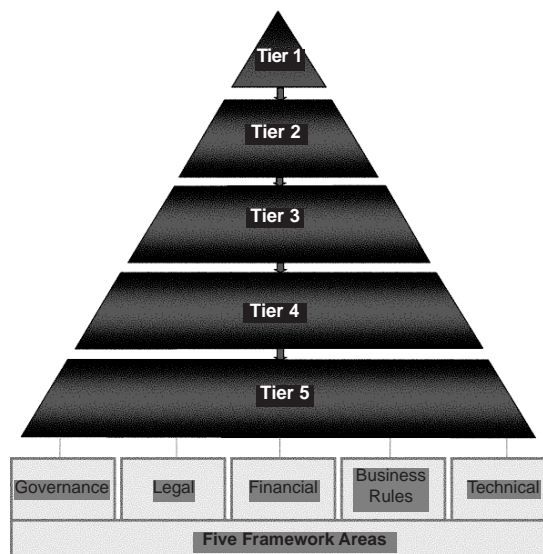 Tier 1
Tier 2
Tier 3
Tier 4
Tier 5
Governance
Legal
Financial
Business
Rules
Technical
Five Framework Areas